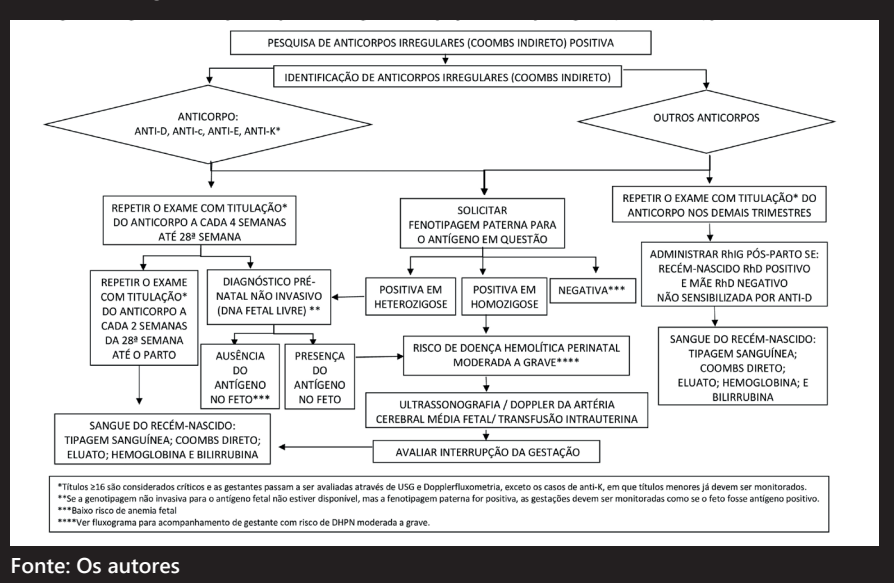 PESQUISA DE ANTICORPOS IRREGULARES (COOMBS INDIRETO) POSITIVA
IDENTIFICAÇÃO DE ANTICORPOS IRREGULARES (COOMBS INDIRETO)
ANTICORPO:
ANTI-D, ANTI-c, ANTI-E, ANTI-K*
OUTROS ANTICORPOS
REPETIR O EXAME COM TITULAÇÃO*
DO ANTICORPO A CADA 4 SEMANAS
ATÉ 28ª SEMANA
SOLICITAR
FENOTIPAGEM PATERNA PARA
O ANTÍGENO EM QUESTÃO
REPETIR O EXAME COM TITULAÇÃO* DO
ANTICORPO NOS DEMAIS TRIMESTRES
REPETIR O EXAME
COM TITULAÇÃO*
DO ANTICORPO A
CADA 2 SEMANAS
DA 28ª SEMANA
ATÉ O PARTO
DIAGNÓSTICO PRÉ-
NATAL NÃO INVASIVO
(DNA FETAL LIVRE) **
POSITIVA EM
HETEROZIGOSE
POSITIVA EM
HOMOZIGOSE
NEGATIVA***
ADMINISTRAR RhIG PÓS-PARTO SE:
RECÉM-NASCIDO RhD POSITIVO
E MÃE RhD NEGATIVO
NÃO SENSIBILIZADA POR ANTI-D
AUSÊNCIA
DO
ANTÍGENO
NO FETO***
PRESENÇA
DO
ANTÍGENO
NO FETO
RISCO DE DOENÇA HEMOLÍTICA PERINATAL
MODERADA A GRAVE****
SANGUE DO RECÉM-NASCIDO:
TIPAGEM SANGUÍNEA;
COOMBS DIRETO;
ELUATO; HEMOGLOBINA; E
BILIRRUBINA
ULTRASSONOGRAFIA / DOPPLER DA ARTÉRIA
CEREBRAL MÉDIA FETAL/ TRANSFUSÃO INTRAUTERINA
SANGUE DO RECÉM-NASCIDO:
TIPAGEM SANGUÍNEA; COOMBS DIRETO;
ELUATO; HEMOGLOBINA E BILIRRUBINA
AVALIAR INTERRUPÇÃO DA GESTAÇÃO
*Títulos ≥16 são considerados críticos e as gestantes passam a ser avaliadas através de USG e Dopplerfluxometria, exceto os casos de anti-K, em que títulos menores já devem ser monitorados.
**Se a genotipagem não invasiva para o antígeno fetal não estiver disponível, mas a fenotipagem paterna for positiva, as gestações devem ser monitoradas como se o feto fosse antígeno positivo.
***Baixo risco de anemia fetal
****Ver fluxograma para acompanhamento de gestante com risco de DHPN moderada a grave.
Fonte: Os autores